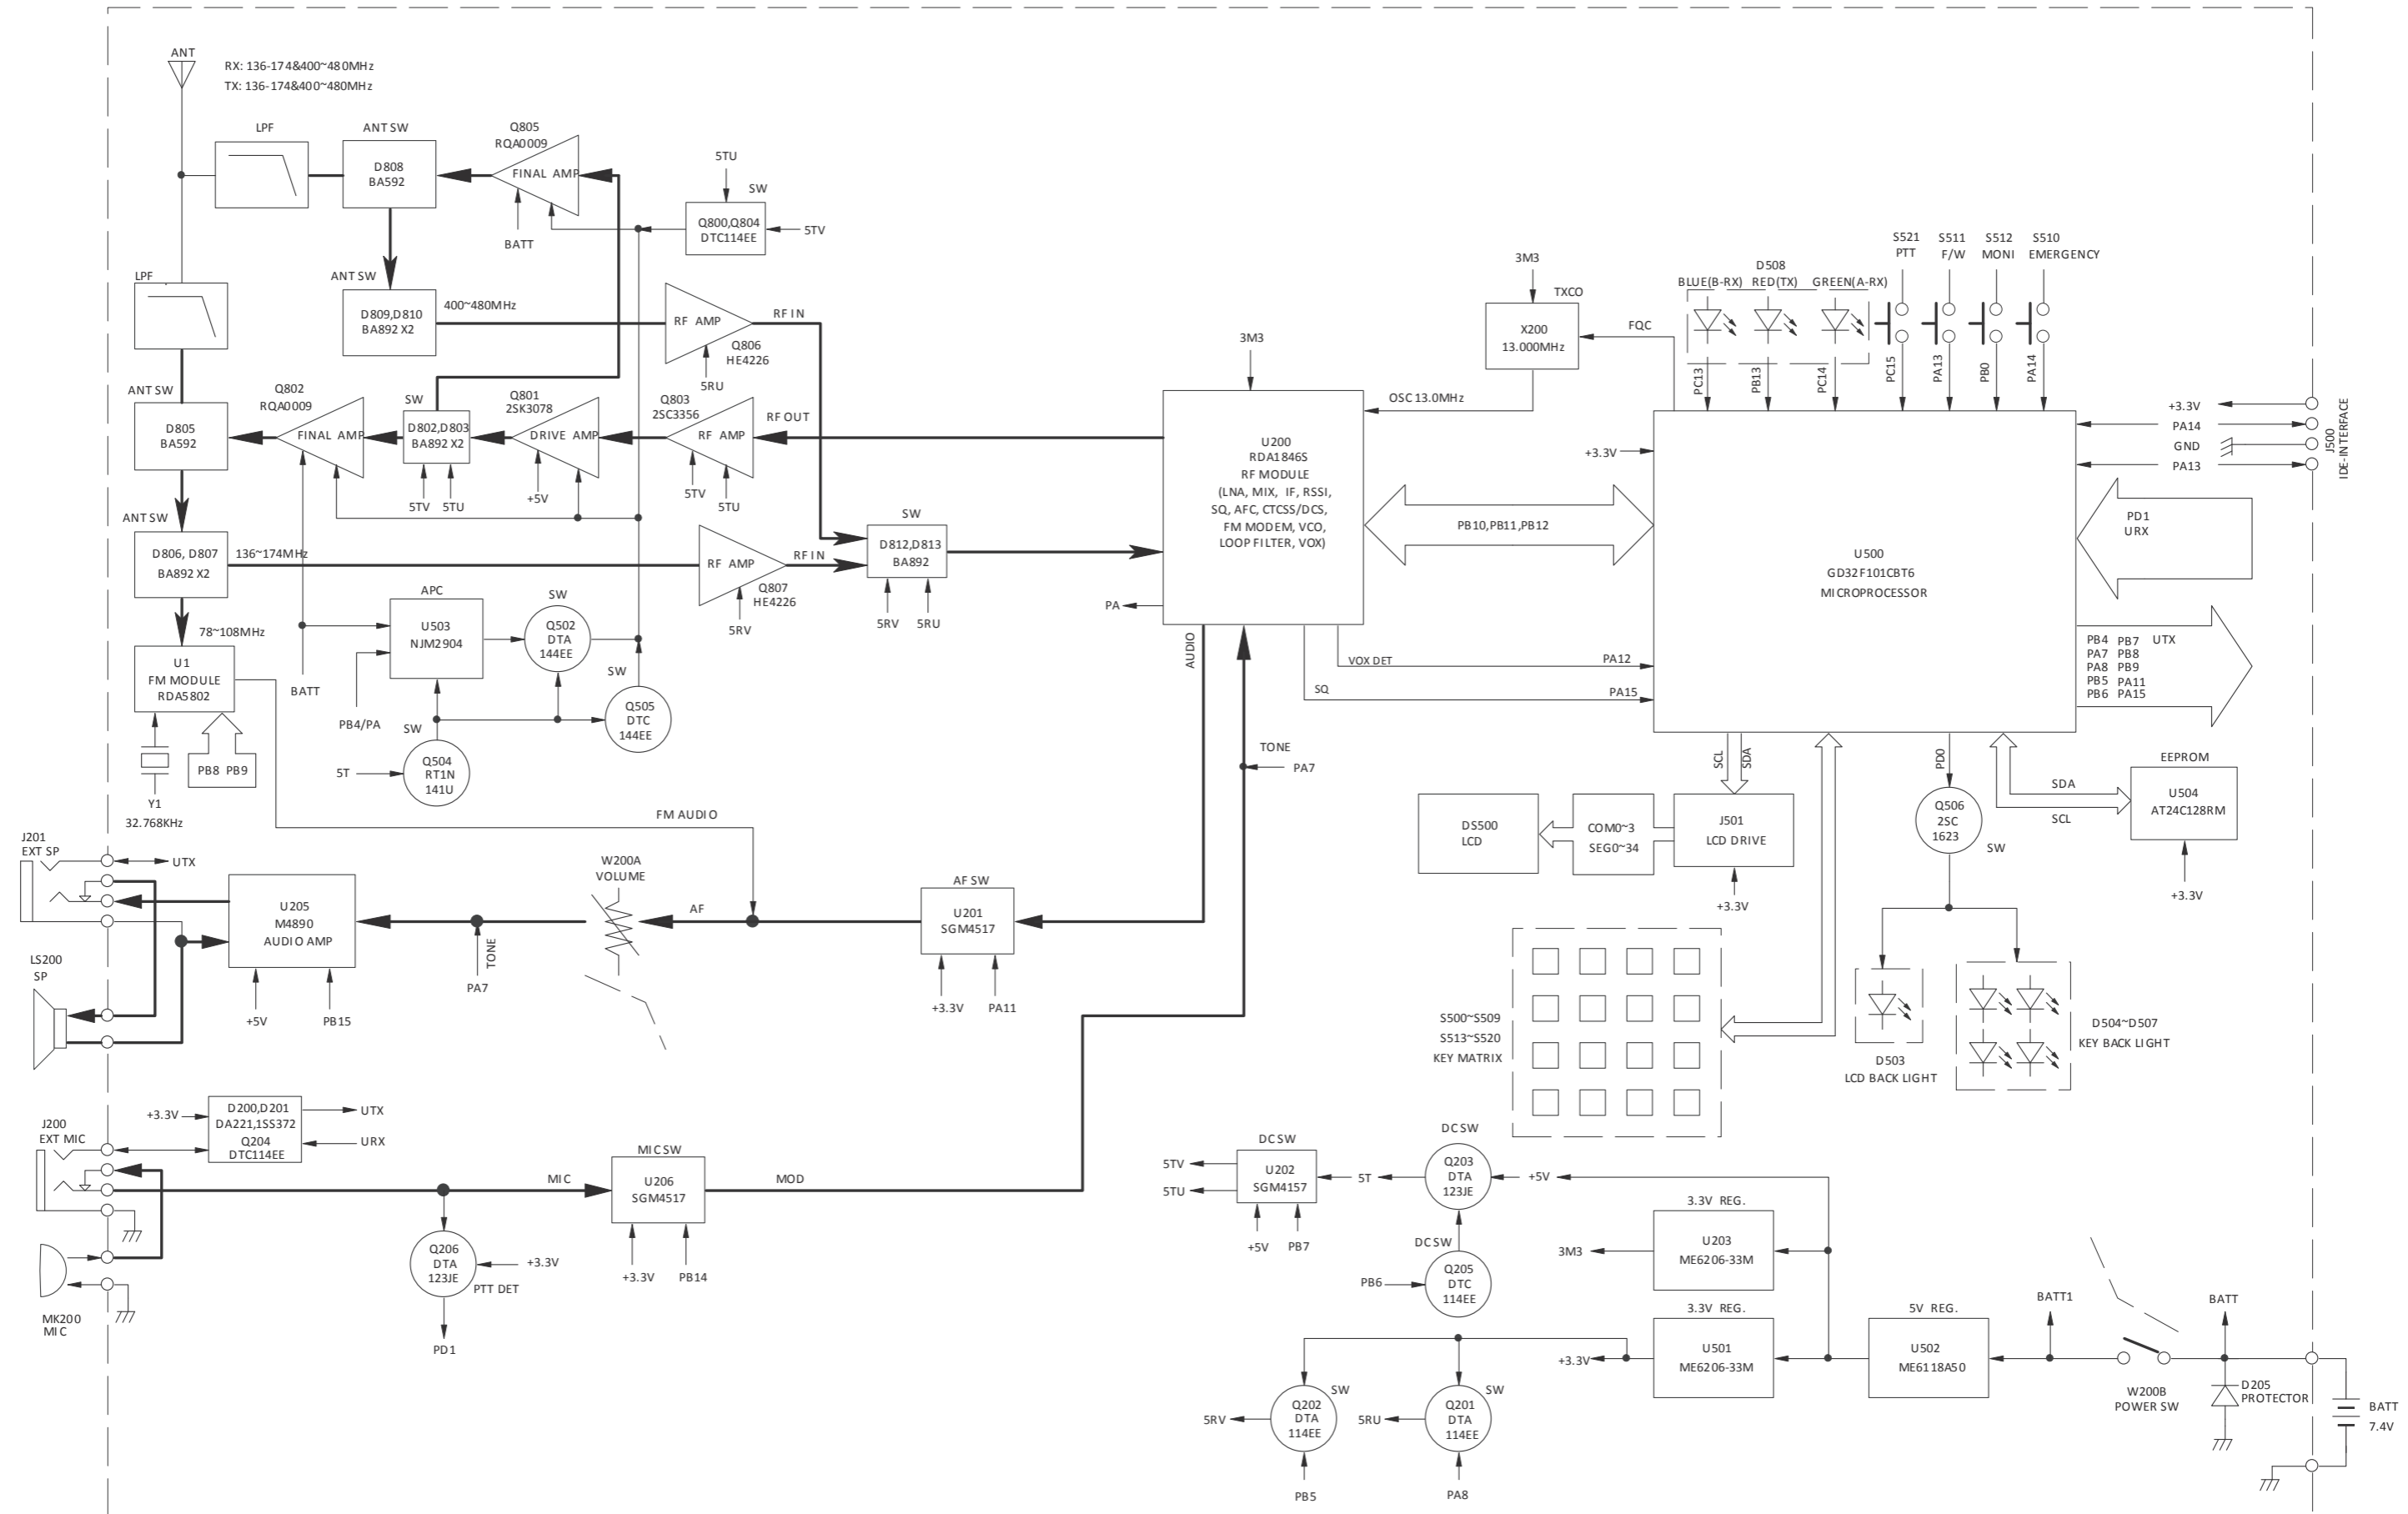 ANT
RX: 136-174&400~480MHz
TX: 136-174&400~480MHz
LPF
ANT SW
D808
BA592
Q805
RQA0009
FINAL AMP
BATT
5TU
SW
Q800,Q804
DTC114EE
5TV
LPF
ANT SW
D809,D810
BA892 X2
400~480MHz
RF AMP
Q806
HE4226
5RU
RF IN
ANT SW
D805
BA592
Q802
RQA0009
FINAL AMP
SW
D802,D803
BA892 X2
5TV
5TU
Q801
2SK3078
DRIVE AMP
+5V
Q803
2SC3356
RF AMP
5TV
5TU
RF OUT
ANT SW
D806, D807
BA892 X2
136~174MHz
RF AMP
Q807
HE4226
5RV
RF IN
SW
D812,D813
BA892
5RV
5RU
78~108MHz
U1
FM MODULE
RDA5802
Y1
32.768KHz
PB8 PB9
BATT
APC
U503
NJM2904
PB4/PA
SW
Q502
DTA
144EE
SW
Q505
DTC
144EE
SW
Q504
RT1N
141U
5T
FM AUDIO
3M3
U200
RDA1846S
RF MODULE
(LNA, MIX, IF, RSSI,
SQ, AFC, CTCSS/DCS,
FM MODEM, VCO,
LOOP FILTER, VOX)
PA
AUDIO
3M3
TXCO
X200
13.000MHz
FQC
OSC 13.0MHz
PB10,PB11,PB12
VOX DET
PA12
SQ
PA15
TONE
PA7
D508
BLUE(B-RX)
RED(TX)
GREEN(A-RX)
PC13
PB13
PC14
S521
PTT
S511
F/W
S512
MONI
S510
EMERGENCY
PC15
PA13
PB0
PA14
+3.3V
U500
GD32F101CBT6
MICROPROCESSOR
+3.3V
PA14
GND
PA13
J500
IDE-INTERFACE
PD1
URX
PB4 PB7 UTX
PA7 PB8
PA8 PB9
PB5 PA11
PB6 PA15
SCL
SDA
DS500
LCD
COM0~3
SEG0~34
J501
LCD DRIVE
+3.3V
PD0
Q506
2SC
1623
SW
SDA
SCL
EEPROM
U504
AT24C128RM
+3.3V
S500~S509
S513~S520
KEY MATRIX
D503
LCD BACK LIGHT
D504~D507
KEY BACK LIGHT
J201
EXT SP
UTX
LS200
SP
U205
M4890
AUDIO AMP
+5V
PB15
TONE
PA7
W200A
VOLUME
AF
AF SW
U201
SGM4517
+3.3V
PA11
J200
EXT MIC
+3.3V
D200,D201
DA221,1SS372
Q204
DTC114EE
UTX
URX
MK200
MIC
MIC
Q206
DTA
123JE
+3.3V
PTT DET
PD1
MIC SW
U206
SGM4517
+3.3V
PB14
MOD
DC SW
U202
SGM4157
5TV
5TU
+5V
PB7
5T
DC SW
Q203
DTA
123JE
+5V
DC SW
Q205
DTC
114EE
PB6
3.3V REG.
U203
ME6206-33M
3M3
3.3V REG.
U501
ME6206-33M
+3.3V
5V REG.
U502
ME6118A50
BATT1
W200B
POWER SW
BATT
D205
PROTECTOR
BATT
7.4V
SW
Q202
DTA
114EE
5RV
PB5
SW
Q201
DTA
114EE
5RU
PA8